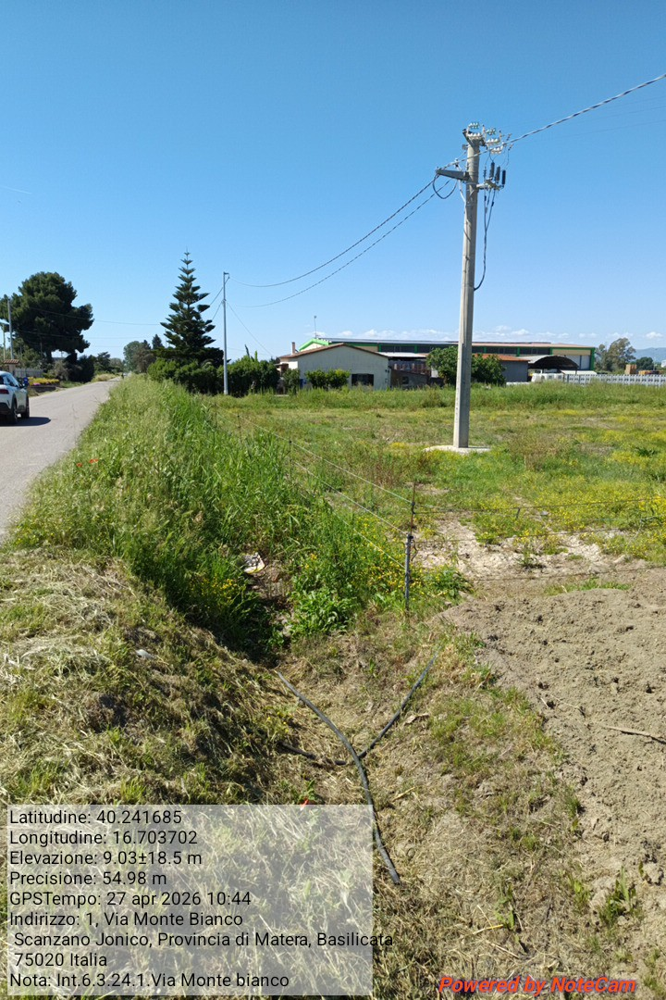 Latitudine: 40.241685
Longitudine: 16.703702
Elevazione: 9.03±18.5 m
Precisione: 54.98 m
GPSTempo: 27 apr 2026 10:44
Indirizzo: 1, Via Monte Bianco
Scanzano Jonico, Provincia di Matera, Basilicata
75020 Italia
Nota: Int.6.3.24.1.Via Monte bianco
Powered by NoteCam